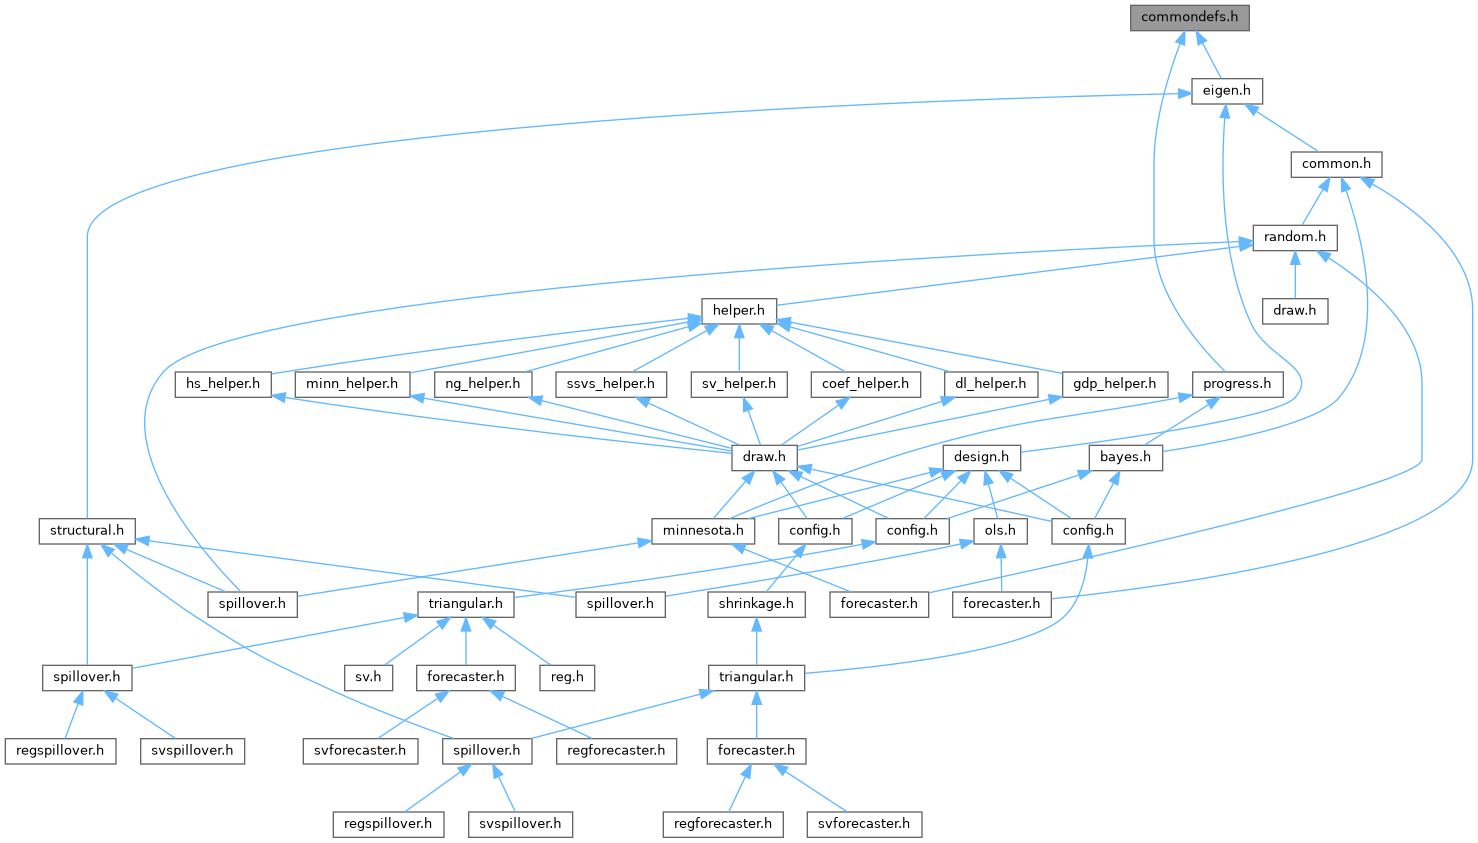 commondefs.h
eigen.h
common.h
random.h
helper.h
draw.h
hs_helper.h
minn_helper.h
ng_helper.h
ssvs_helper.h
sv_helper.h
coef_helper.h
dl_helper.h
gdp_helper.h
progress.h
draw.h
design.h
bayes.h
structural.h
minnesota.h
config.h
config.h
ols.h
config.h
spillover.h
triangular.h
spillover.h
shrinkage.h
forecaster.h
forecaster.h
spillover.h
sv.h
forecaster.h
reg.h
triangular.h
regspillover.h
svspillover.h
svforecaster.h
spillover.h
regforecaster.h
forecaster.h
regspillover.h
svspillover.h
regforecaster.h
svforecaster.h